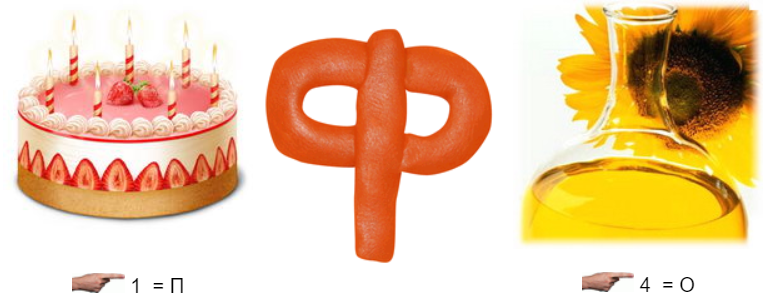 Ф
1 = П
4 = О